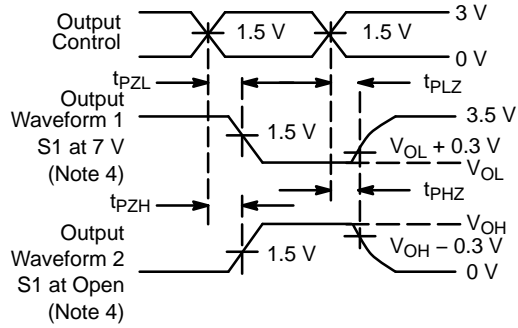 Output
Control
3 V
1.5 V
1.5 V
0 V
tPZL
tPLZ
Output
Waveform 1
S1 at 7 V
(Note 4)
3.5 V
1.5 V
VOL + 0.3 V
VOL
tPZH
tPHZ
Output
Waveform 2
S1 at Open
(Note 4)
VOH
1.5 V
VOH – 0.3 V
0 V